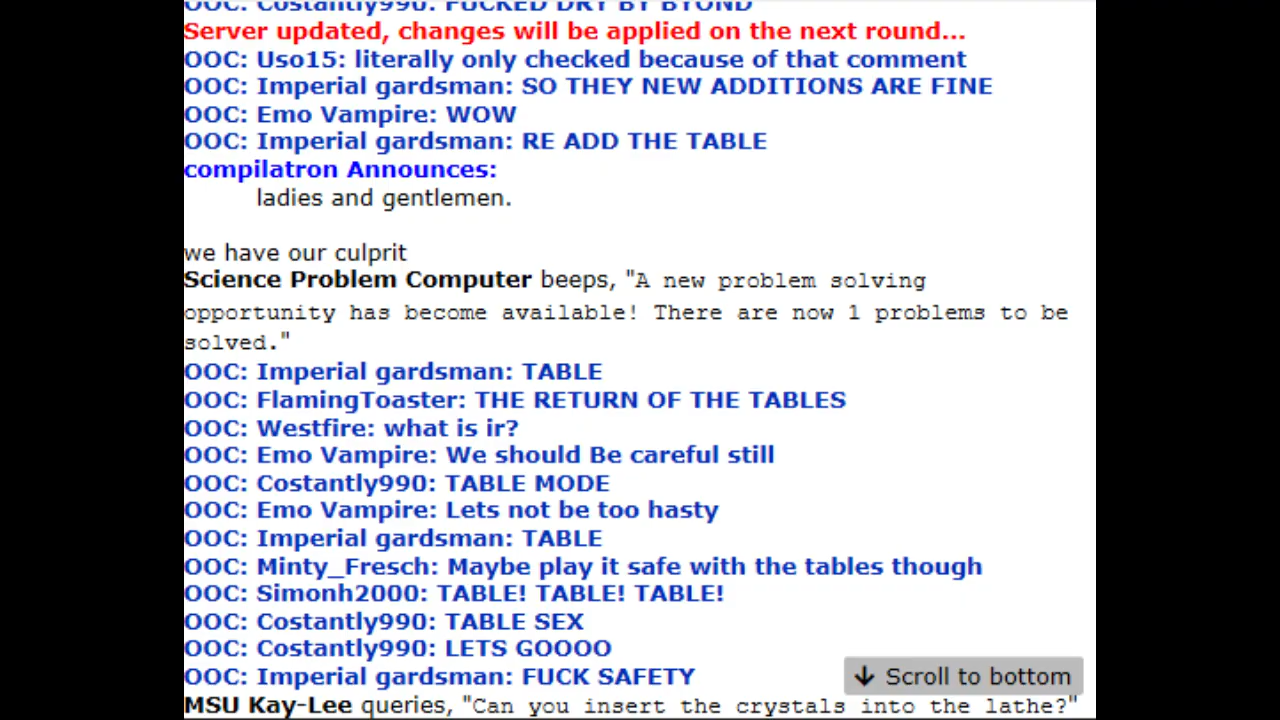 OOC: Costantly990: FUCKED DRY BY BYOND
Server updated, changes will be applied on the next round...
OOC: Uso15: literally only checked because of that comment
OOC: Imperial gardsman: SO THEY NEW ADDITIONS ARE FINE
OOC: Emo Vampire: WOW
OOC: Imperial gardsman: RE ADD THE TABLE
compilatron Announces:
ladies and gentlemen.
we have our culprit
Science Problem Computer beeps, "A new problem solving
opportunity has become available! There are now 1 problems to be
solved."
OOC: Imperial gardsman: TABLE
OOC: FlamingToaster: THE RETURN OF THE TABLES
OOC: Westfire: what is ir?
OOC: Emo Vampire: We should Be careful still
OOC: Costantly990: TABLE MODE
OOC: Emo Vampire: Lets not be too hasty
OOC: Imperial gardsman: TABLE
OOC: Minty_Fresch: Maybe play it safe with the tables though
OOC: Simonh2000: TABLE! TABLE! TABLE!
OOC: Costantly990: TABLE SEX
OOC: Costantly990: LETS GOOOO
OOC: Imperial gardsman: FUCK SAFETY
↓ Scroll to bottom
MSU Kay-Lee queries, "Can you insert the crystals into the lathe?"